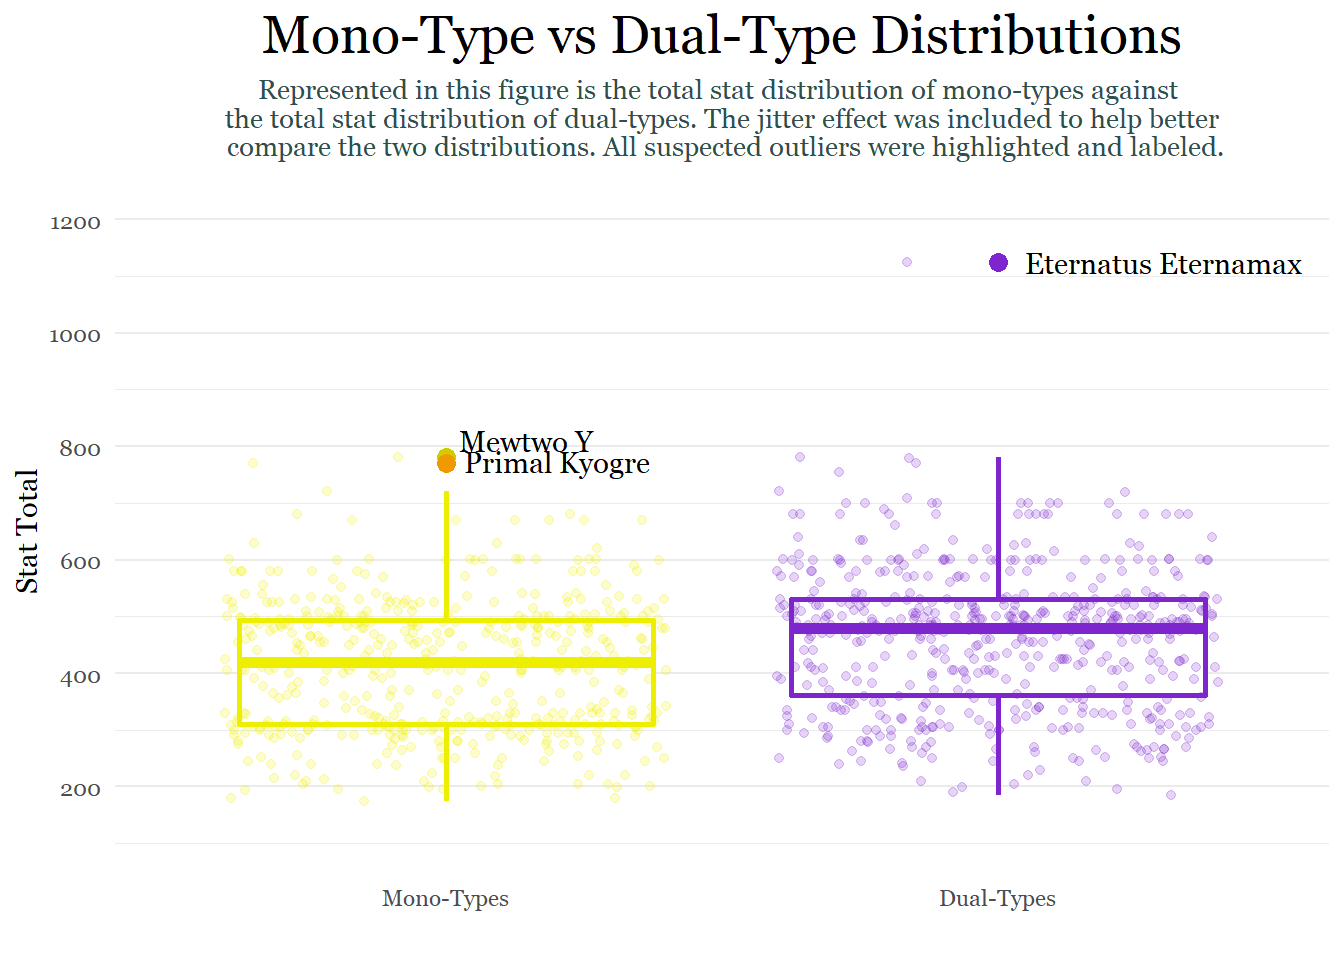 Mono-Type vs Dual-Type Distributions
Represented in this figure is the total stat distribution of mono-types against
the total stat distribution of dual-types. The jitter effect was included to help better
compare the two distributions. All suspected outliers were highlighted and labeled.
1200
Eternatus Eternamax
1000
800
Mewtwo Y
Primal Kyogre
Stat Total
600
400
200
Mono-Types
Dual-Types